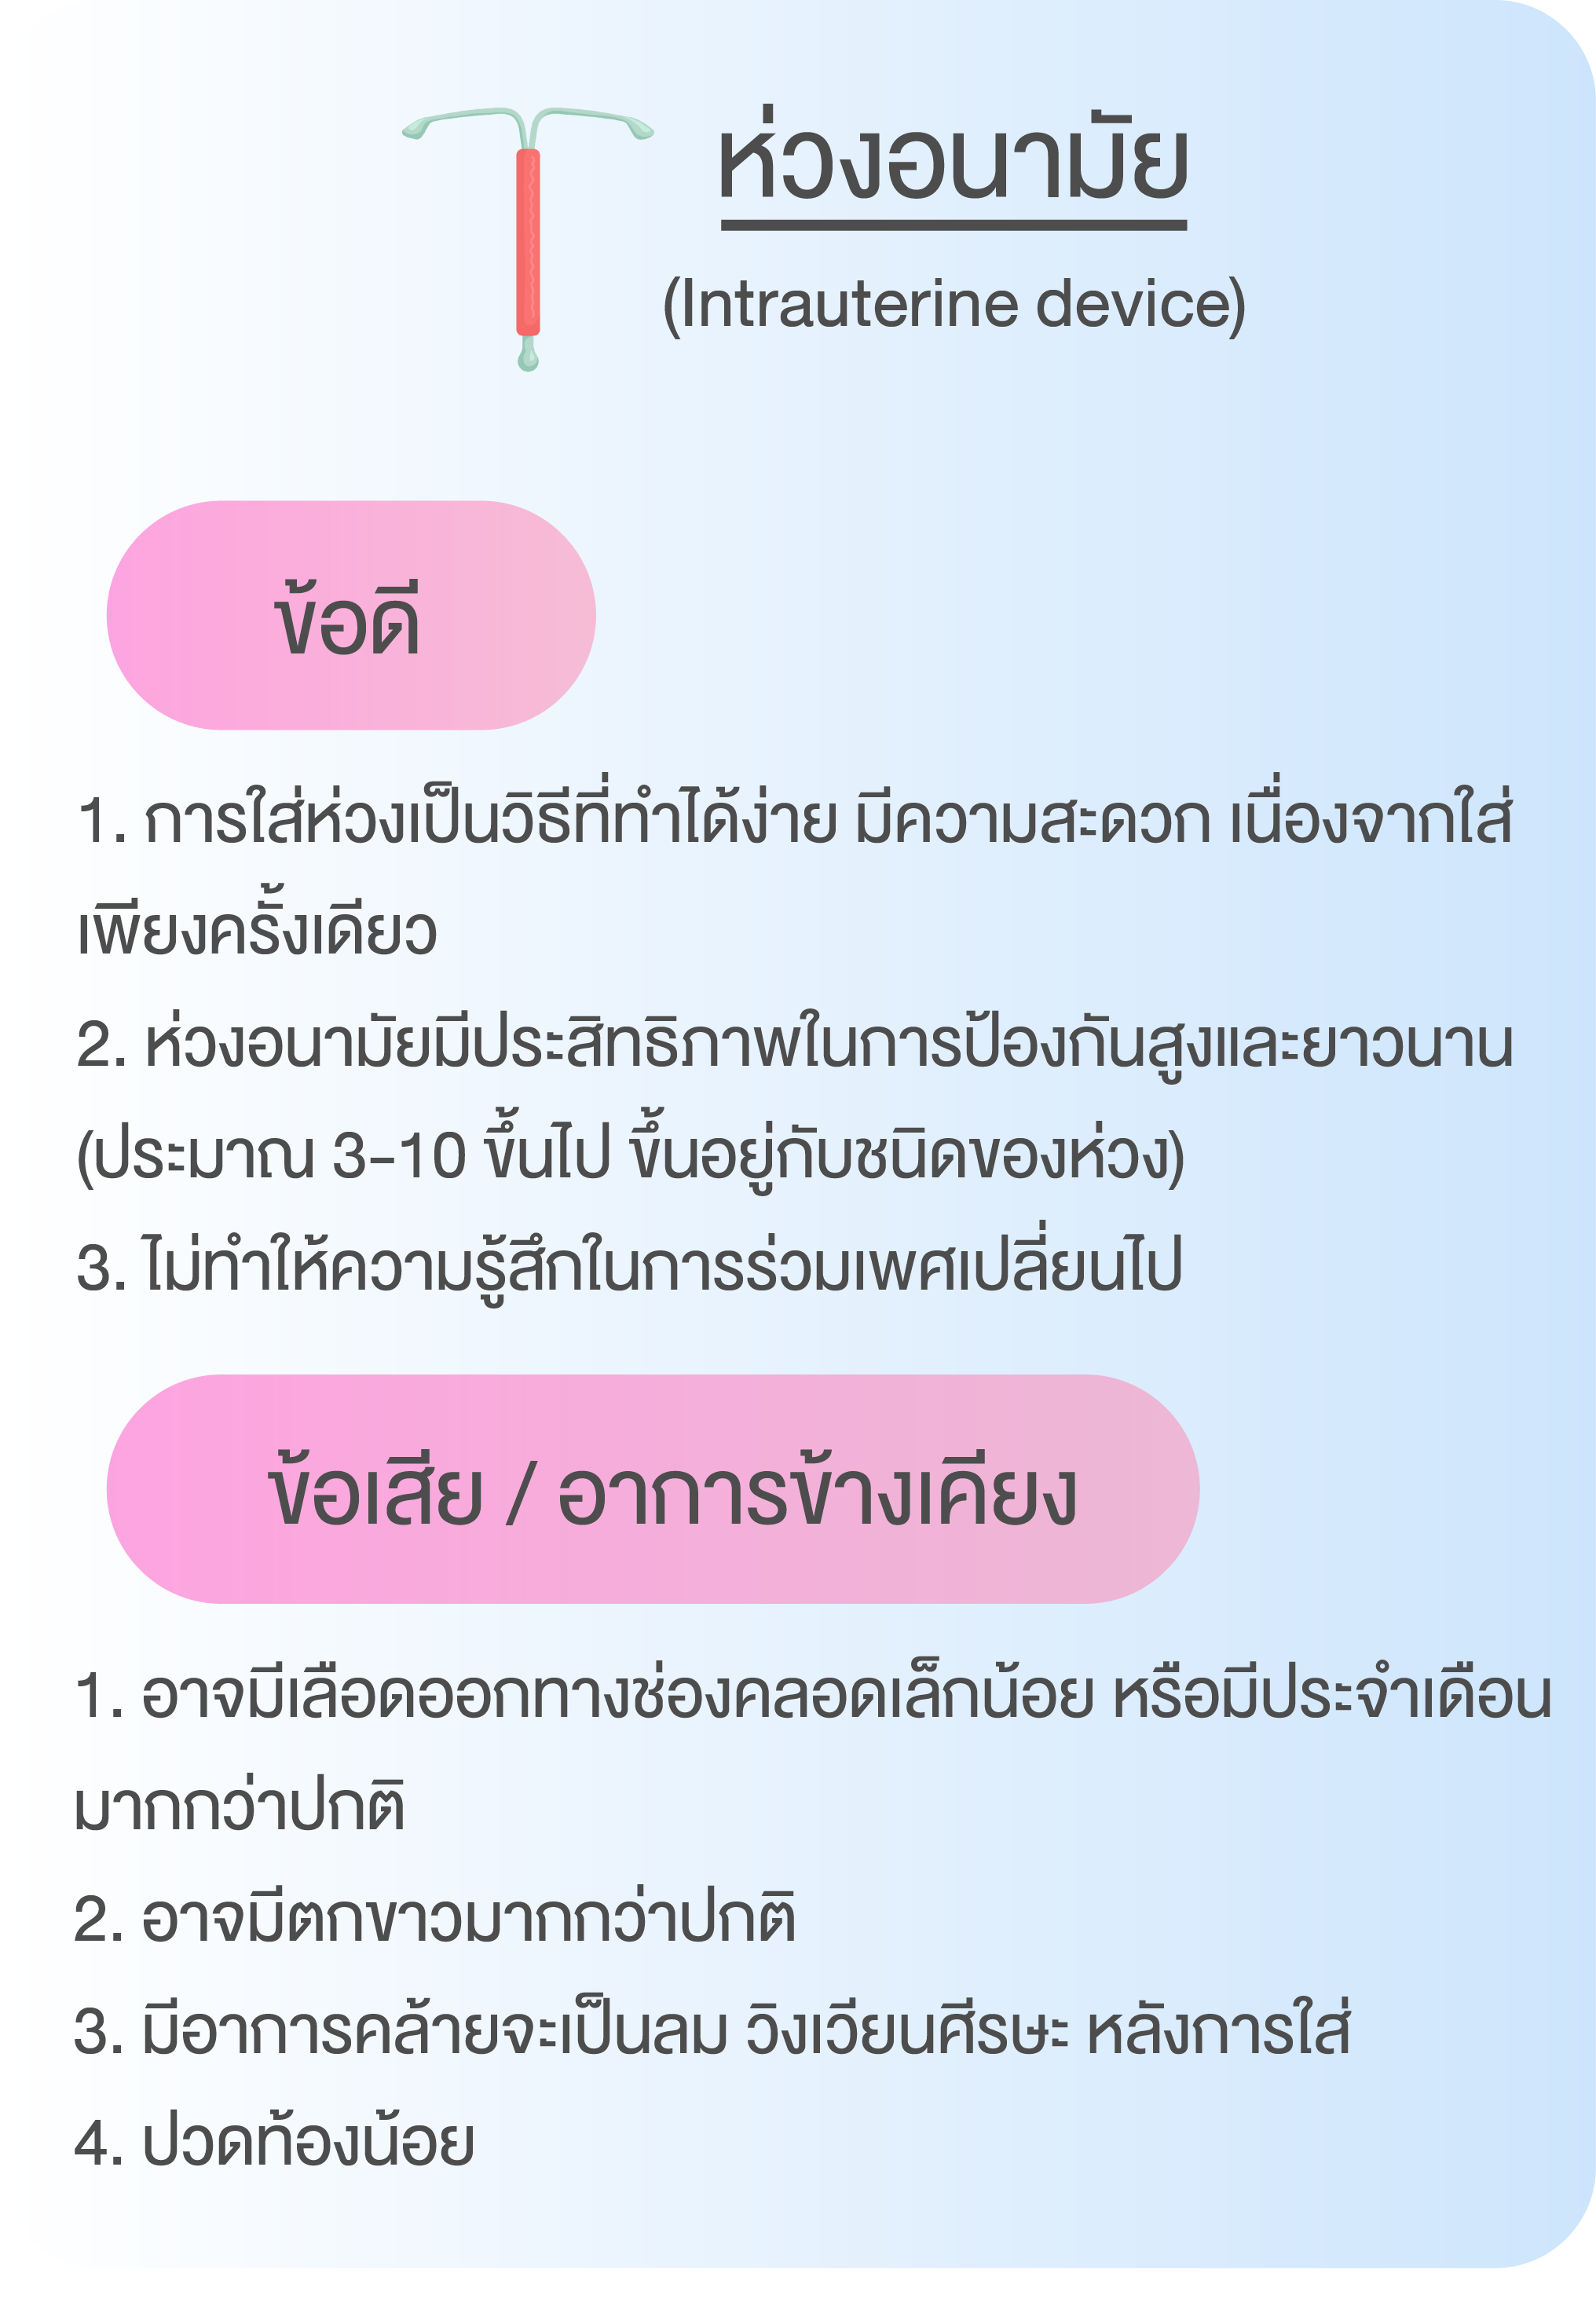 ห่วงอนามัย
(Intrauterine device)
ข้อดี
1. การใส่ห่วงเป็นวิธีที่ทำได้ง่าย มีความสะดวก เนื่องจากใส่
เพียงครั้งเดียว
2. ห่วงอนามัยมีประสิทธิภาพในการป้องกันสูงและยาวนาน
(ประมาณ 3-10 ขึ้นไป ขึ้นอยู่กับชนิดของห่วง)
3. ไม่ทำให้ความรู้สึกในการร่วมเพศเปลี่ยนไป
ข้อเสีย / อาการข้างเคียง
1. อาจมีเลือดออกทางช่องคลอดเล็กน้อย หรือมีประจำเดือน
มากกว่าปกติ
2. อาจมีตกขาวมากกว่าปกติ
3. มีอาการคล้ายจะเป็นลม วิงเวียนศีรษะ หลังการใส่
4. ปวดท้องน้อย